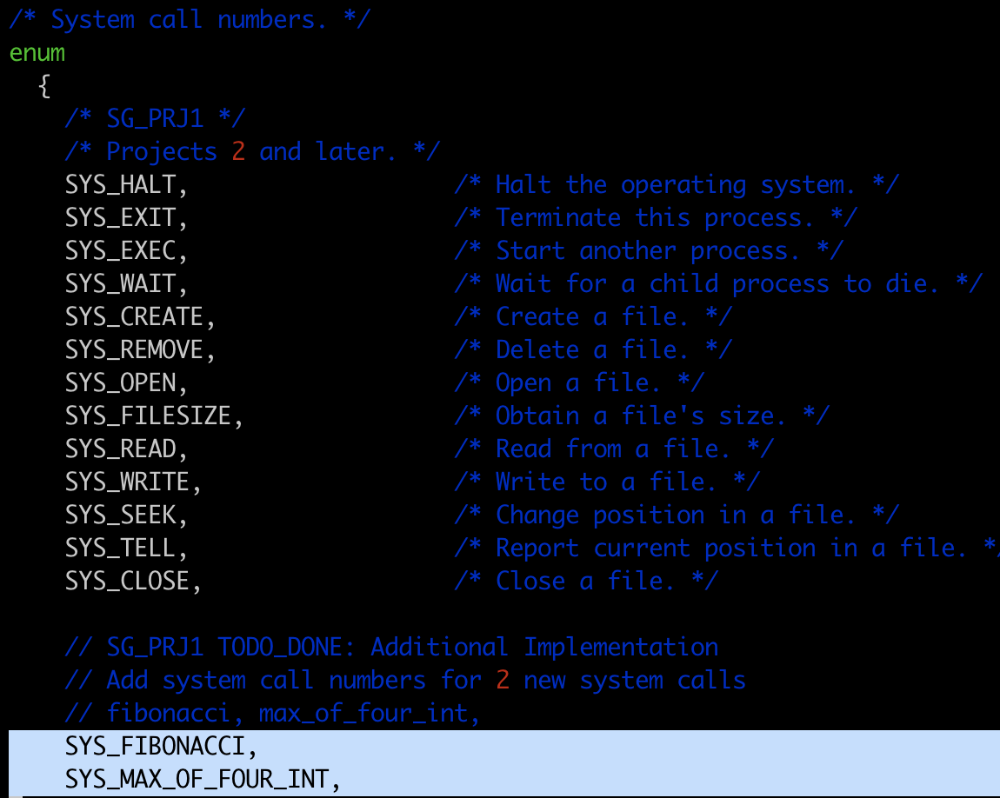 /* System call numbers. */
enum
{
/* SG_PRJ1 */
/* Projects 2 and later. */
SYS_HALT, /* Halt the operating system. */
SYS_EXIT, /* Terminate this process. */
SYS_EXEC, /* Start another process. */
SYS_WAIT, /* Wait for a child process to die. */
SYS_CREATE, /* Create a file. */
SYS_REMOVE, /* Delete a file. */
SYS_OPEN, /* Open a file. */
SYS_FILESIZE, /* Obtain a file's size. */
SYS_READ, /* Read from a file. */
SYS_WRITE, /* Write to a file. */
SYS_SEEK, /* Change position in a file. */
SYS_TELL, /* Report current position in a file. */
SYS_CLOSE, /* Close a file. */
// SG_PRJ1 TODO_DONE: Additional Implementation
// Add system call numbers for 2 new system calls
// fibonacci, max_of_four_int,
SYS_FIBONACCI,
SYS_MAX_OF_FOUR_INT,